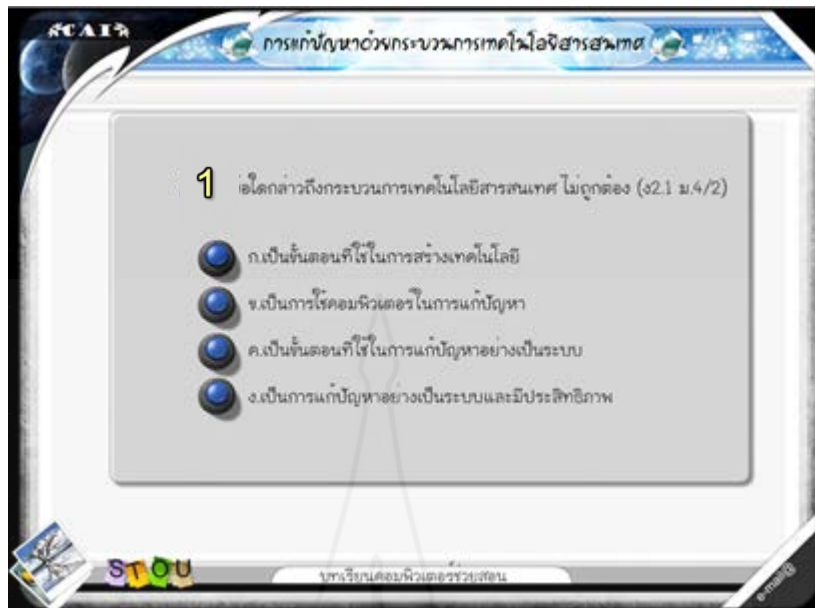 CAI
การแก้ปัญหาด้วยกระบวนการเทคโนโลยีสารสนเทศ
1 ข้อใดกล่าวถึงกระบวนการเทคโนโลยีสารสนเทศ ไม่ถูกต้อง (ง2.1 ม.4/2)
ก.เป็นขั้นตอนที่ใช้ในการสร้างเทคโนโลยี
ข.เป็นการใช้คอมพิวเตอร์ในการแก้ปัญหา
ค.เป็นขั้นตอนที่ใช้ในการแก้ปัญหาอย่างเป็นระบบ
ง.เป็นการแก้ปัญหาอย่างเป็นระบบและมีประสิทธิภาพ
STOU
บทเรียนคอมพิวเตอร์ช่วยสอน
e-mail@